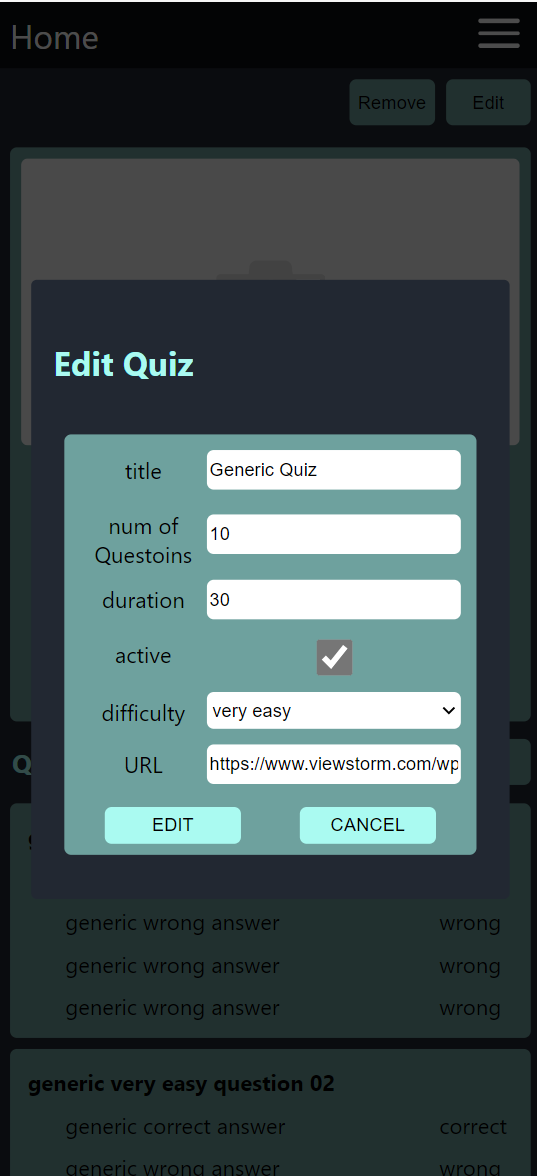 Home
Remove Edit
Edit Quiz
title Generic Quiz
num of
Questoins 10
duration 30
active
difficulty very easy
URL https://www.viewstorm.com/wp
EDIT CANCEL
generic wrong answer wrong
generic wrong answer wrong
generic wrong answer wrong
generic very easy question 02
generic correct answer correct
generic wrong answer wrong